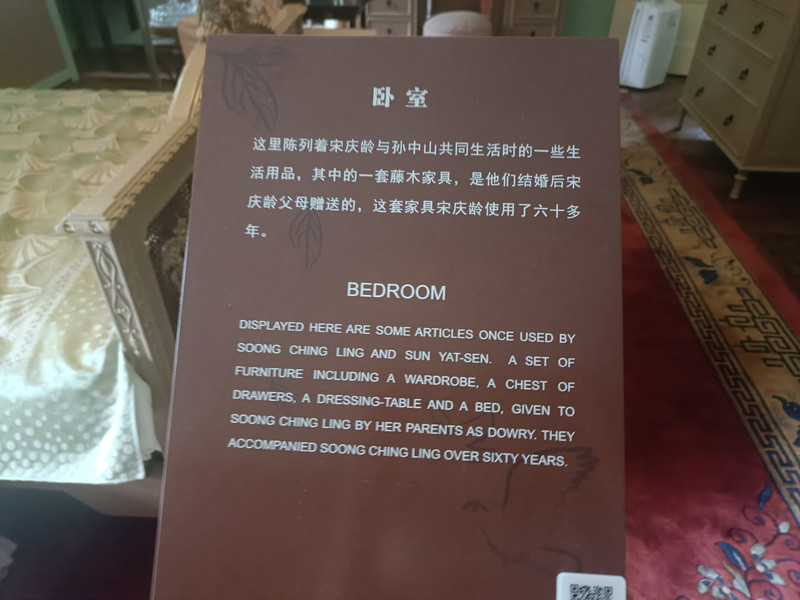 卧室
这里陈列着宋庆龄与孙中山共同生活时的一些生
活用品，其中的一套藤木家具，是他们结婚后宋
庆龄父母赠送的，这套家具宋庆龄使用了六十多
年。
BEDROOM
DISPLAYED HERE ARE SOME ARTICLES ONCE USED BY
SOONG CHING LING AND SUN YAT-SEN. A SET OF
FURNITURE INCLUDING A WARDROBE, A CHEST OF
DRAWERS, A DRESSING-TABLE AND A BED, GIVEN TO
SOONG CHING LING BY HER PARENTS AS DOWRY. THEY
ACCOMPANIED SOONG CHING LING OVER SIXTY YEARS.